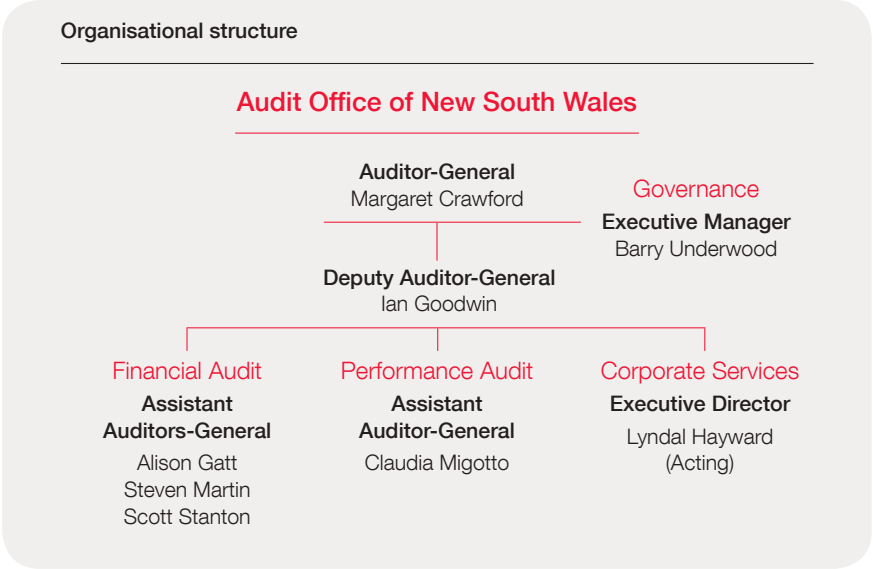 Organisational structure
Audit Office of New South Wales
Auditor-General
Margaret Crawford
Governance
Executive Manager
Barry Underwood
Deputy Auditor-General
Ian Goodwin
Financial Audit
Assistant
Auditors-General
Alison Gatt
Steven Martin
Scott Stanton
Performance Audit
Assistant
Auditor-General
Claudia Migotto
Corporate Services
Executive Director
Lyndal Hayward
(Acting)